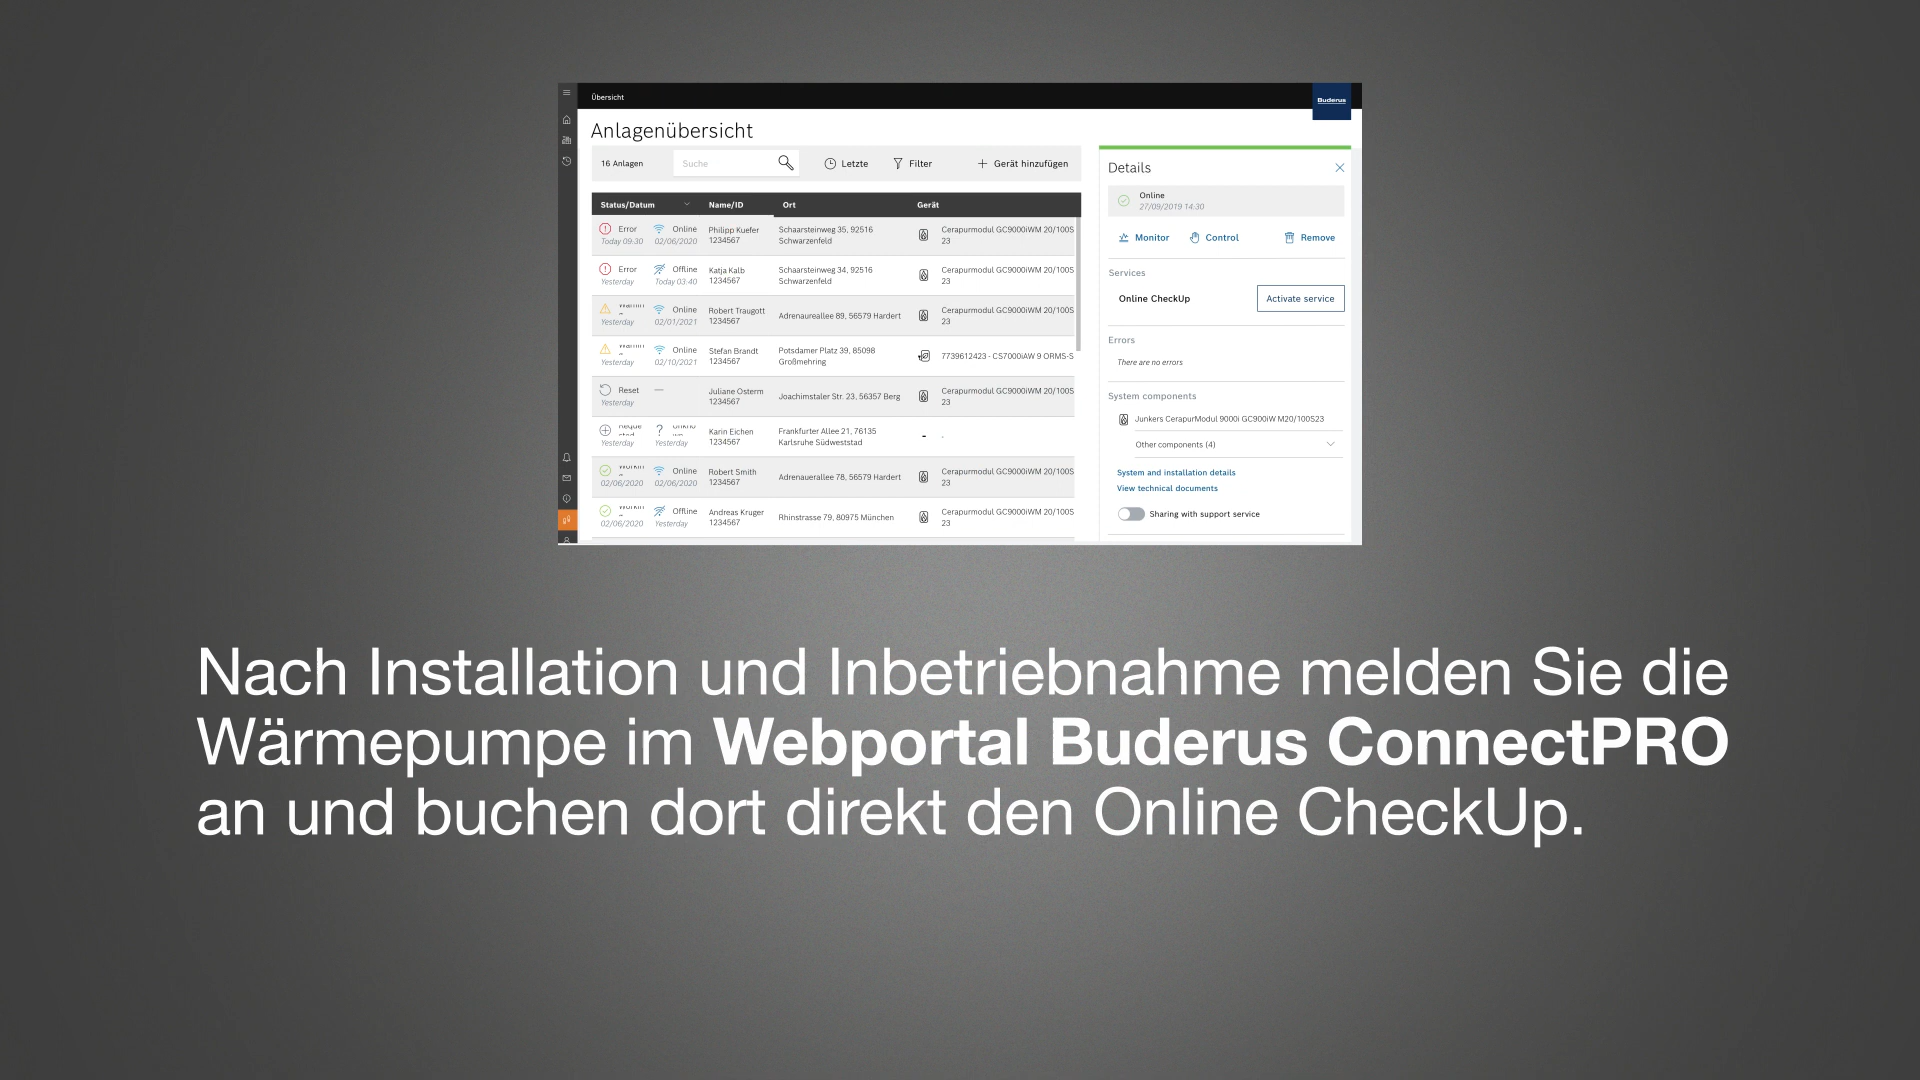 Übersicht
Buderus
Anlagenübersicht
16 Anlagen Suche Letzte Filter Gerät hinzufügen
Status/Datum Name/ID Ort Gerät
Error Online Philipp Kuefer Schaarsteinweg 35, 92516 Cerapurmodul GC9000iWM 20/100S
Today 09:30 02/06/2020 1234567 Schwarzenfeld 23
Error Offline Katja Kalb Schaarsteinweg 34, 92516 Cerapurmodul GC9000iWM 20/100S
Yesterday Today 03:40 1234567 Schwarzenfeld 23
Online Robert Traugott Adrenaureallee 89, 56579 Hardert Cerapurmodul GC9000iWM 20/100S
Yesterday 02/01/2021 1234567 23
Online Stefan Brandt Potsdamer Platz 39, 85098 7739612423 - CS7000iAW 9 ORMS-S
Yesterday 02/10/2021 1234567 Großmehring
Reset — Juliane Osterm Joachimstaler Str. 23, 56357 Berg Cerapurmodul GC9000iWM 20/100S
Yesterday 1234567 23
Karin Eichen Frankfurter Allee 21, 76135 - -
Yesterday Yesterday 1234567 Karlsruhe Südweststad
Online Robert Smith Adrenauerallee 78, 56579 Hardert Cerapurmodul GC9000iWM 20/100S
02/06/2020 02/06/2020 1234567 23
Offline Andreas Kruger Rhinstrasse 79, 80975 München Cerapurmodul GC9000iWM 20/100S
02/06/2020 Yesterday 1234567 23
Details
Online
27/09/2019 14:30
Monitor Control Remove
Services
Online CheckUp Activate service
Errors
There are no errors
System components
Junkers CerapurModul 9000i GC900iW M20/100S23
Other components (4)
System and installation details
View technical documents
Sharing with support service
Nach Installation und Inbetriebnahme melden Sie die
Wärmepumpe im Webportal Buderus ConnectPRO
an und buchen dort direkt den Online CheckUp.